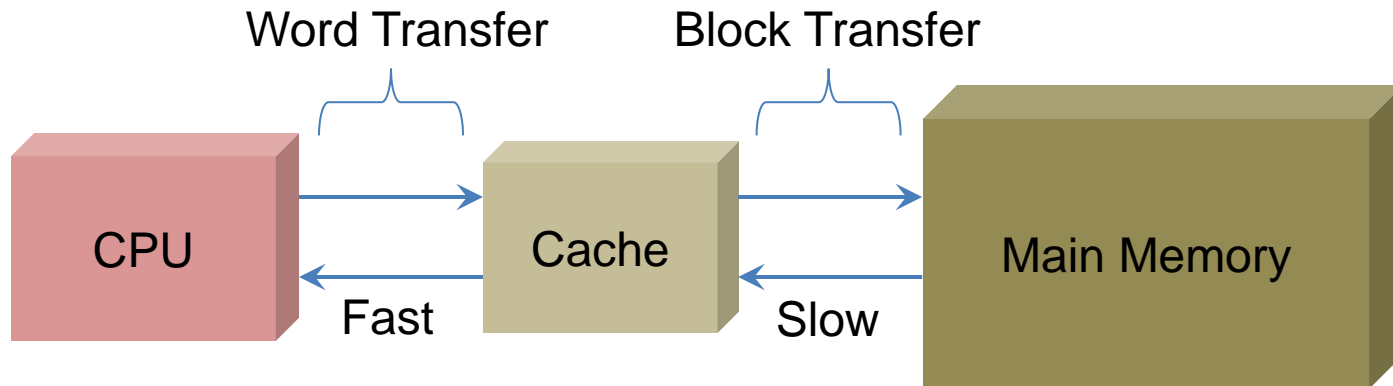 Word Transfer
Block Transfer
CPU
Cache
Main Memory
Fast
Slow